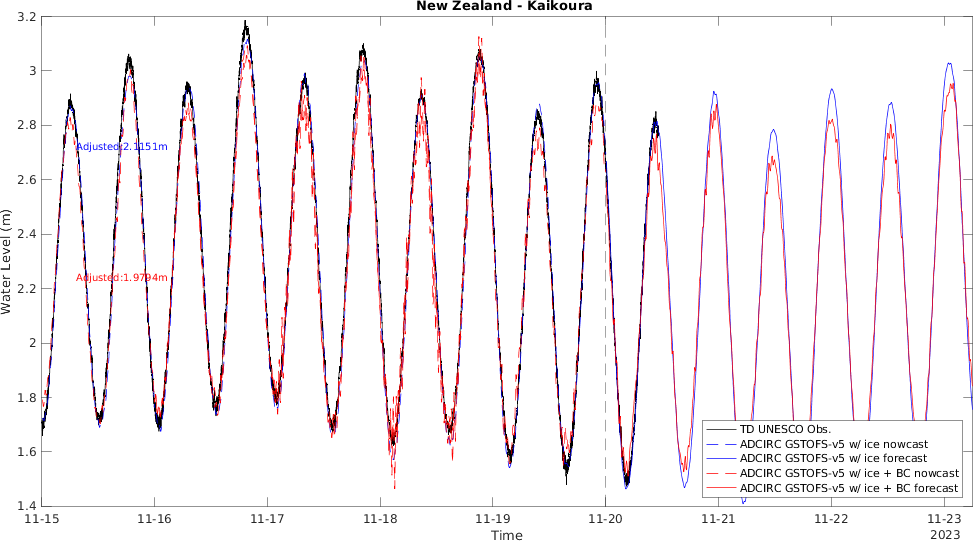 New Zealand - Kaikoura
3.2
3
2.8
2.6
2.4
2.2
2
1.8
1.6
1.4
Water Level (m)
Adjusted:2.1151m
Adjusted:1.9794m
TD UNESCO Obs.
ADCIRC GSTOFS-v5 w/ ice nowcast
ADCIRC GSTOFS-v5 w/ ice forecast
ADCIRC GSTOFS-v5 w/ ice + BC nowcast
ADCIRC GSTOFS-v5 w/ ice + BC forecast
11-15 11-16 11-17 11-18 11-19 11-20 11-21 11-22 11-23
Time
2023